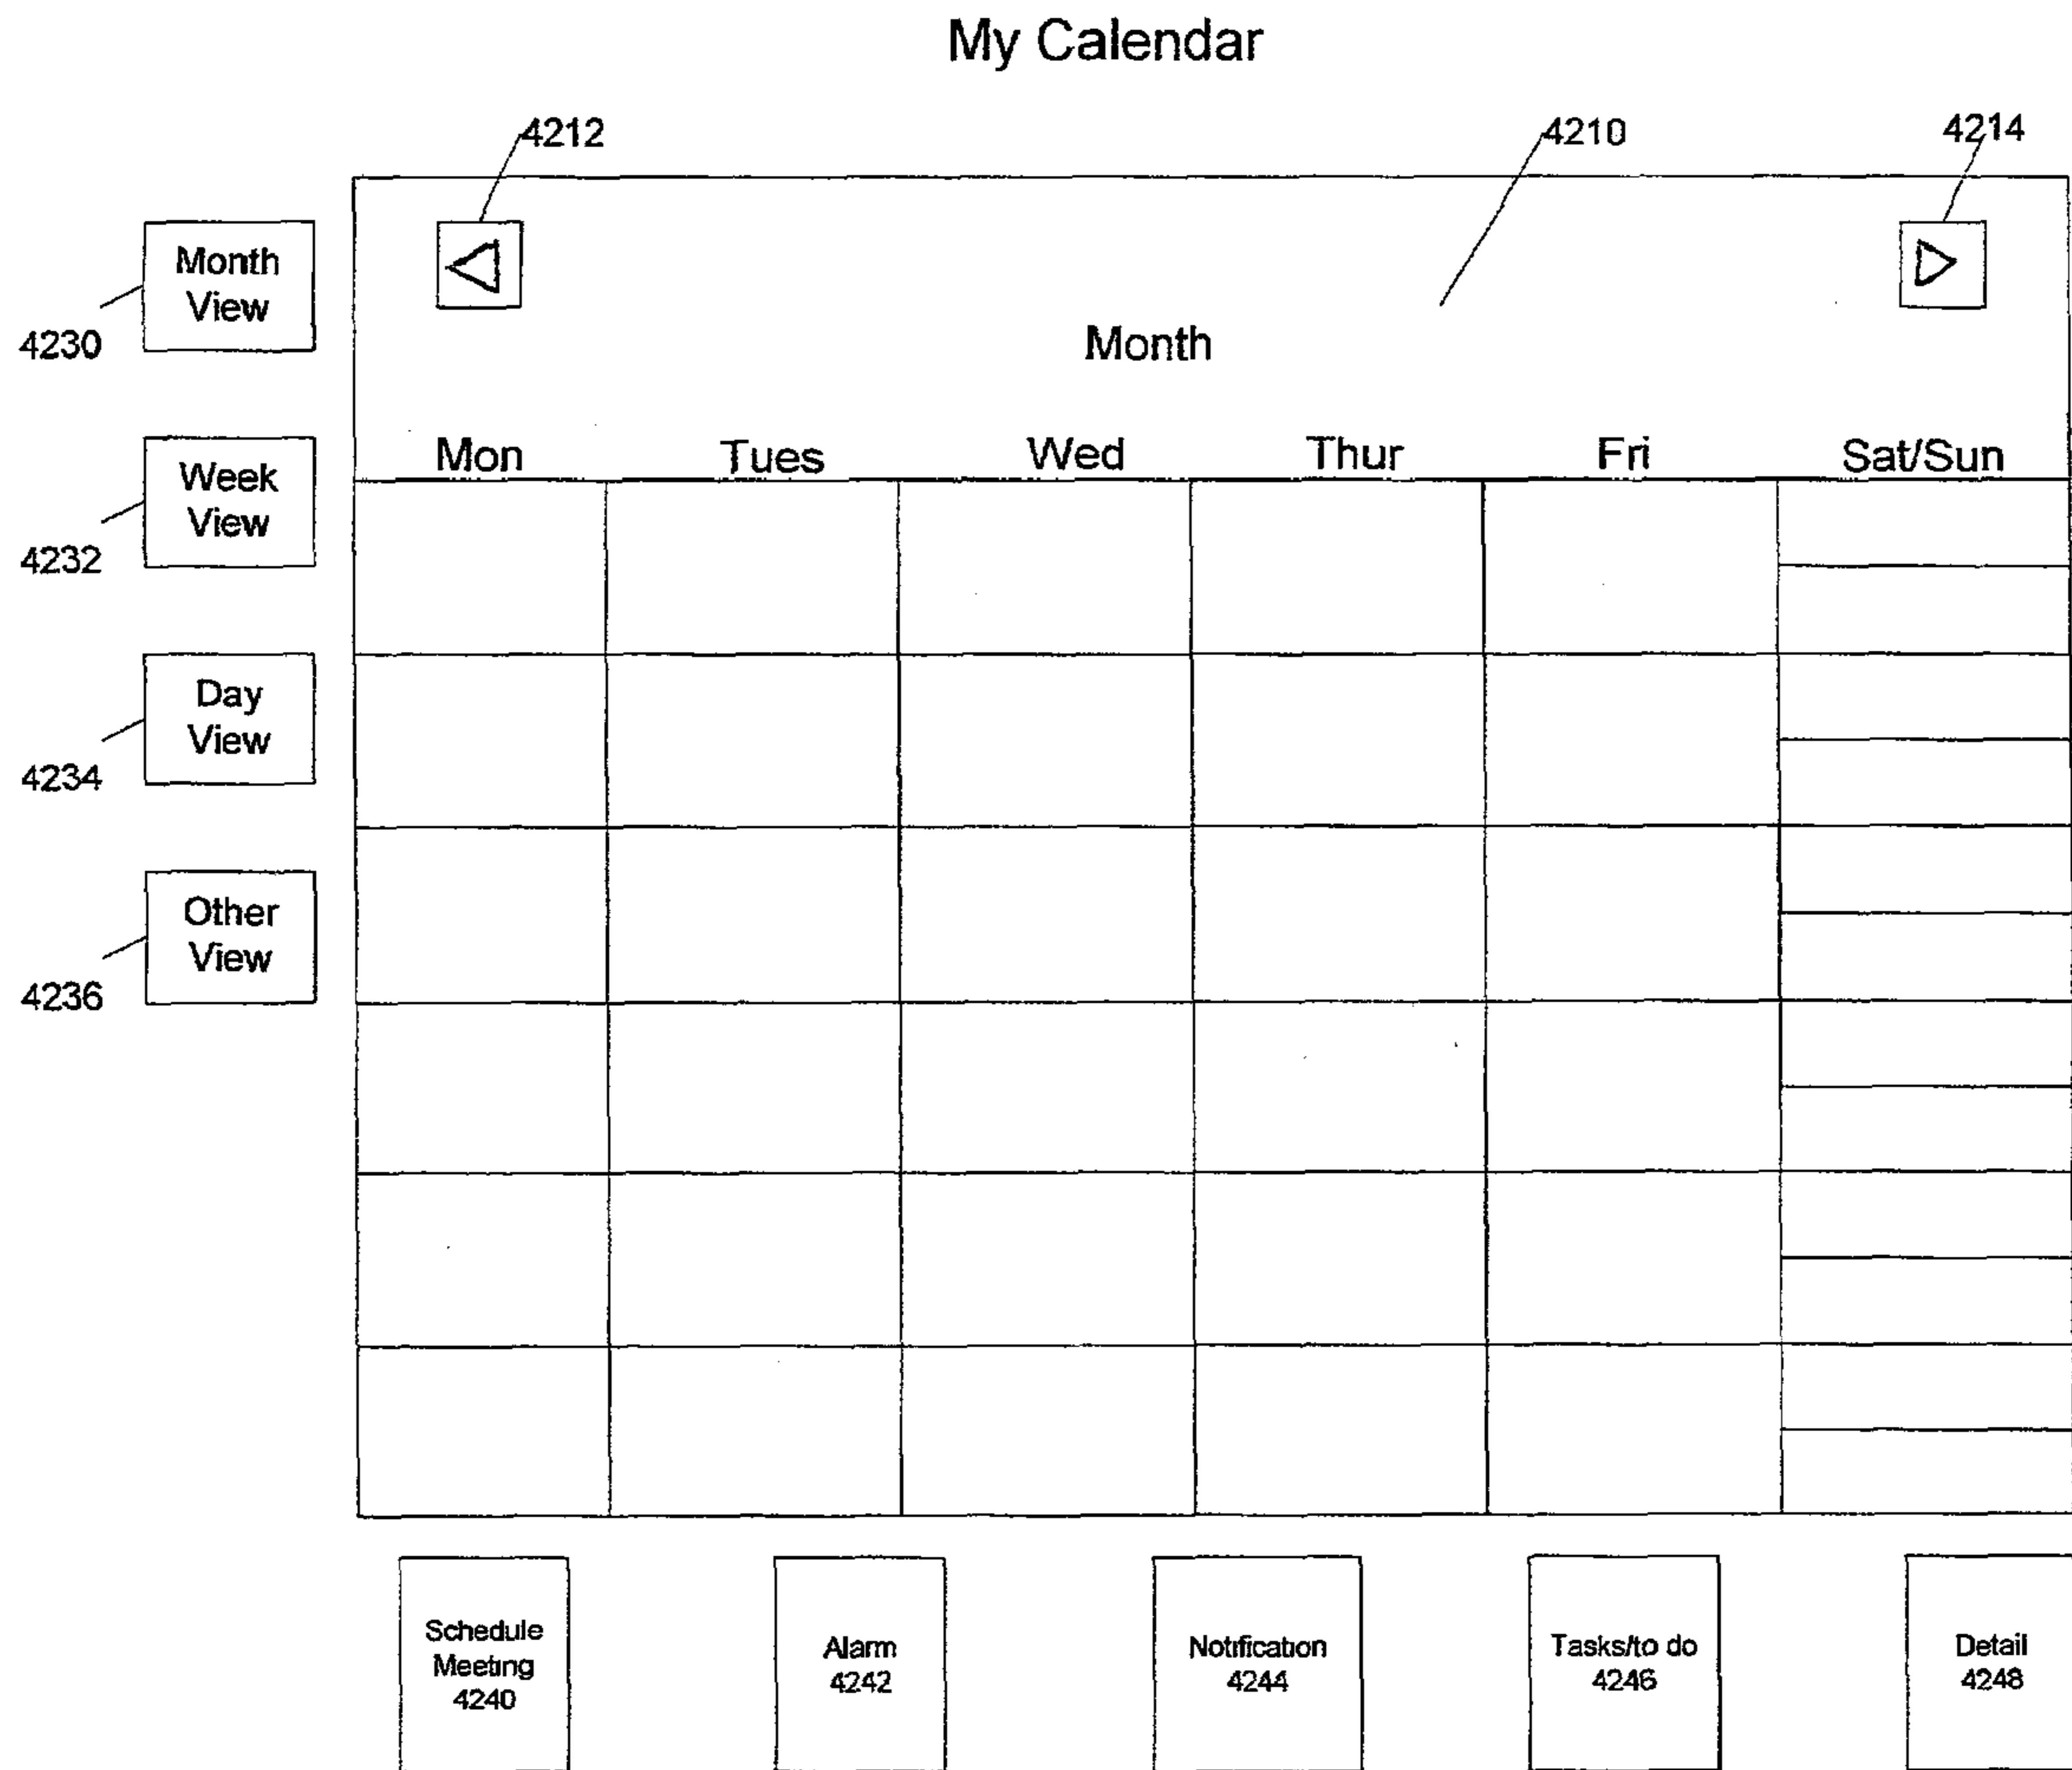 My Calendar
4212
4210
4214
Month
View
4230
Month
Mon Tues Wed Thur Fri Sat/Sun
Week
View
4232
Day
View
4234
Other
View
4236
Schedule
Meeting
4240
Alarm
4242
Notification
4244
Tasks/to do
4246
Detail
4248